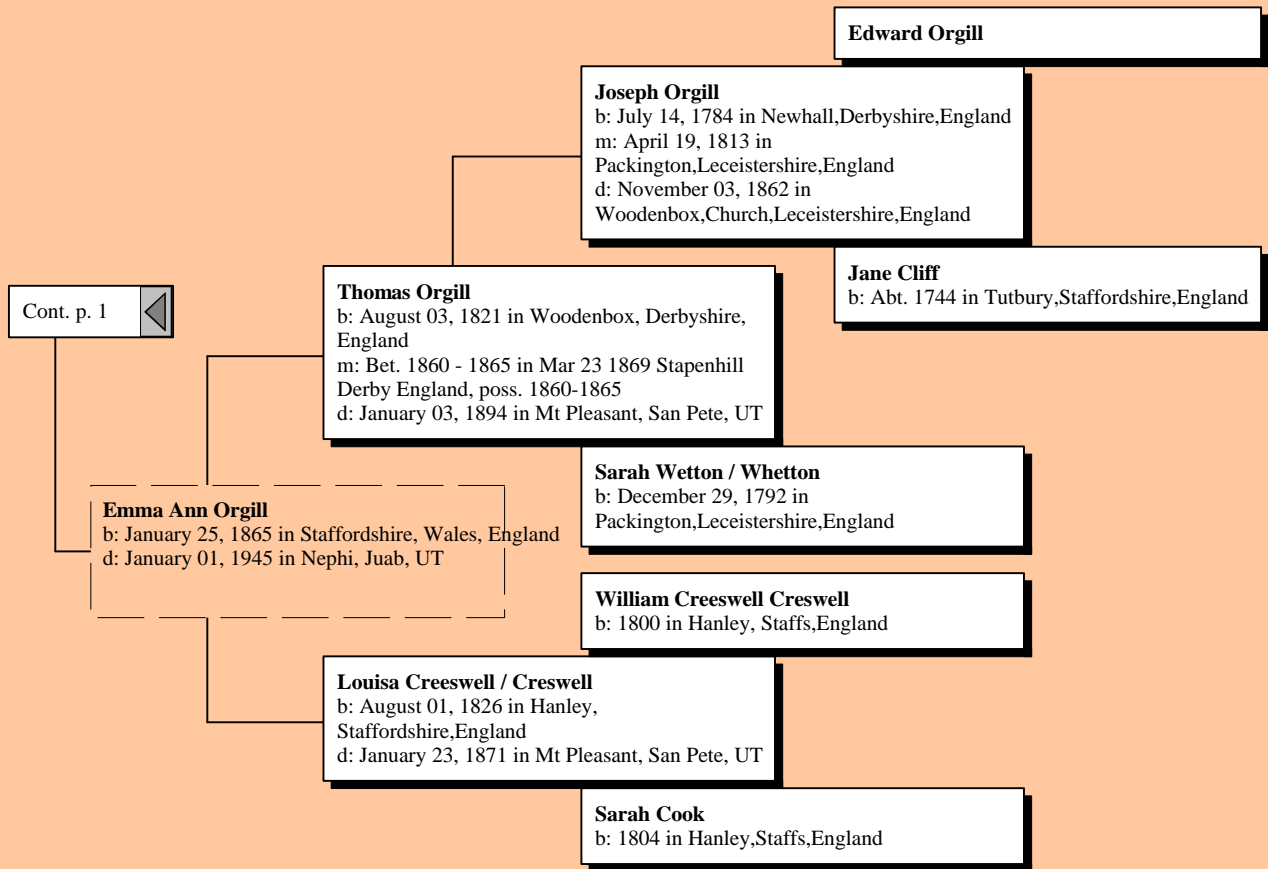 Edward Orgill
Joseph Orgill
b: July 14, 1784 in Newhall,Derbyshire,England
m: April 19, 1813 in
Packington,Leceistershire,England
d: November 03, 1862 in
Woodenbox,Church,Leceistershire,England
Jane Cliff
b: Abt. 1744 in Tutbury,Staffordshire,England
Cont. p. 1
Thomas Orgill
b: August 03, 1821 in Woodenbox, Derbyshire,
England
m: Bet. 1860 - 1865 in Mar 23 1869 Stapenhill
Derby England, poss. 1860-1865
d: January 03, 1894 in Mt Pleasant, San Pete, UT
Sarah Wetton / Whetton
b: December 29, 1792 in
Packington,Leceistershire,England
Emma Ann Orgill
b: January 25, 1865 in Staffordshire, Wales, England
d: January 01, 1945 in Nephi, Juab, UT
William Creeswell Creswell
b: 1800 in Hanley, Staffs,England
Louisa Creeswell / Creswell
b: August 01, 1826 in Hanley,
Staffordshire,England
d: January 23, 1871 in Mt Pleasant, San Pete, UT
Sarah Cook
b: 1804 in Hanley,Staffs,England